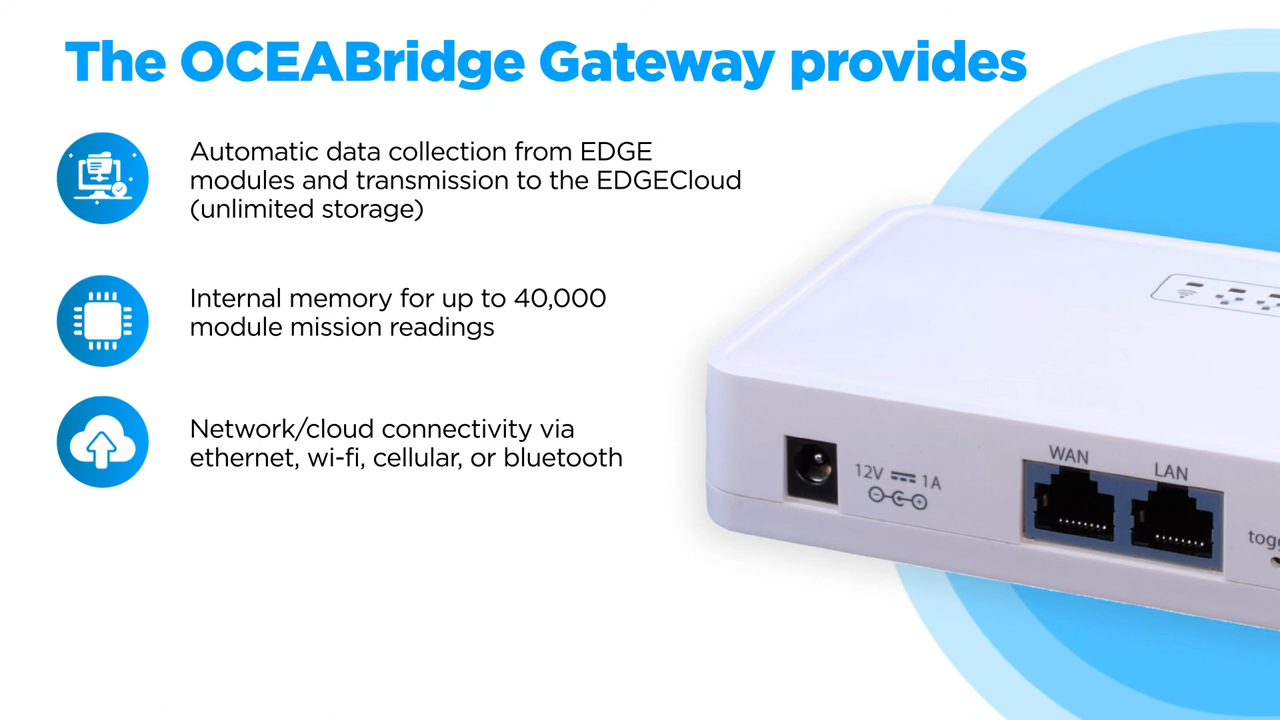 The OCEABridge Gateway provides
Automatic data collection from EDGE
modules and transmission to the EDGECloud
(unlimited storage)
Internal memory for up to 40,000
module mission readings
Network/cloud connectivity via
ethernet, wi-fi, cellular, or bluetooth
12V 1A
WAN
LAN